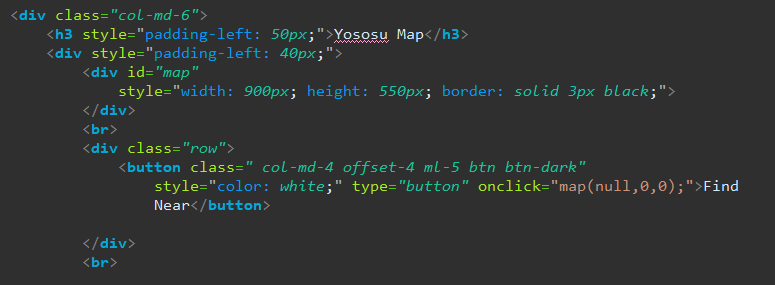 <div class="col-md-6">
<h3 style="padding-left: 50px;">Yososu Map</h3>
<div style="padding-left: 40px;">
<div id="map"
style="width: 900px; height: 550px; border: solid 3px black;">
</div>
<br>
<div class="row">
<button class=" col-md-4 offset-4 ml-5 btn btn-dark"
style="color: white;" type="button" onclick="map(null,0,0);">Find
Near</button>
</div>
<br>